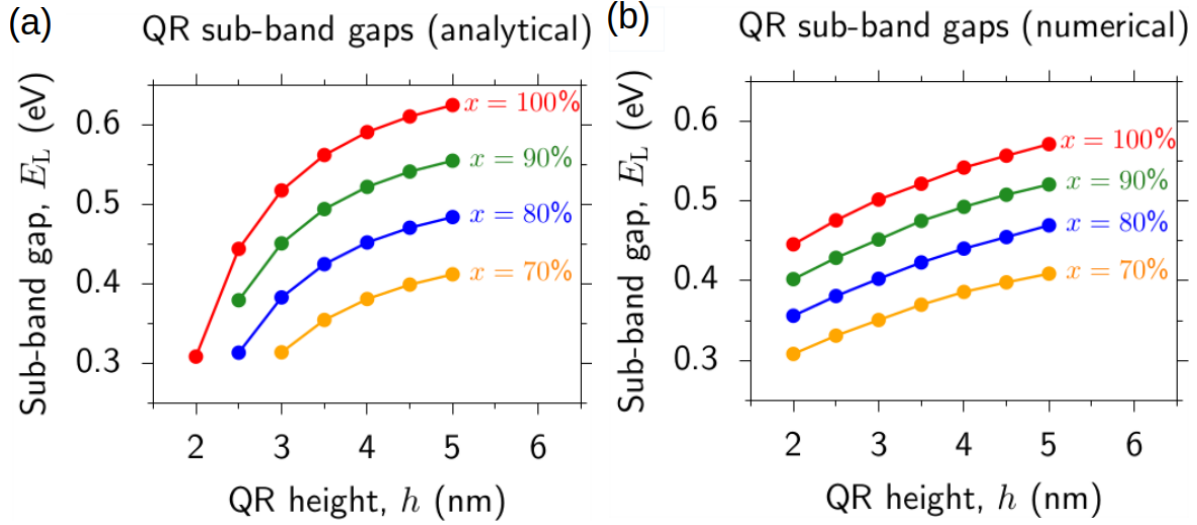 (a)
QR sub-band gaps (analytical)
Sub-band gap, E_L (eV)
0.6
0.5
0.4
0.3
x = 100%
x = 90%
x = 80%
x = 70%
2 3 4 5 6
QR height, h (nm)
(b)
QR sub-band gaps (numerical)
Sub-band gap, E_L (eV)
0.6
0.5
0.4
0.3
x = 100%
x = 90%
x = 80%
x = 70%
2 3 4 5 6
QR height, h (nm)